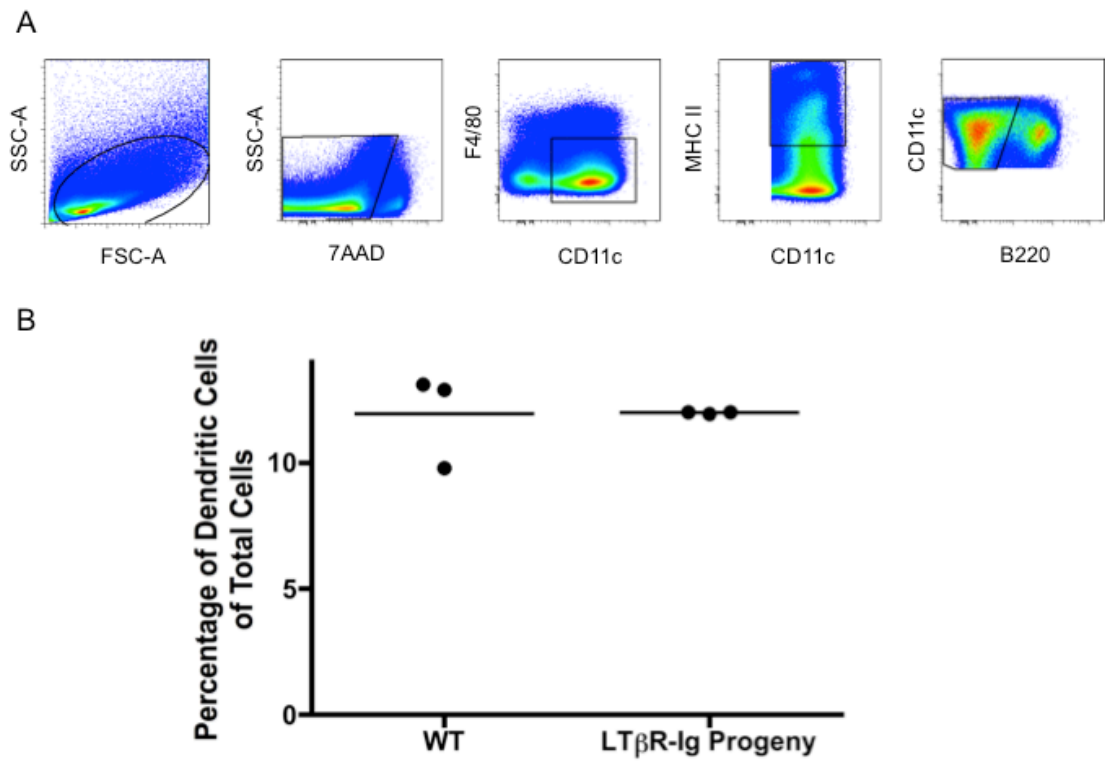 A
SSC-A
FSC-A
SSC-A
7AAD
F4/80
CD11c
MHC II
CD11c
CD11c
B220
B
Percentage of Dendritic Cells
of Total Cells
10
5
0
WT
LTβR-Ig Progeny